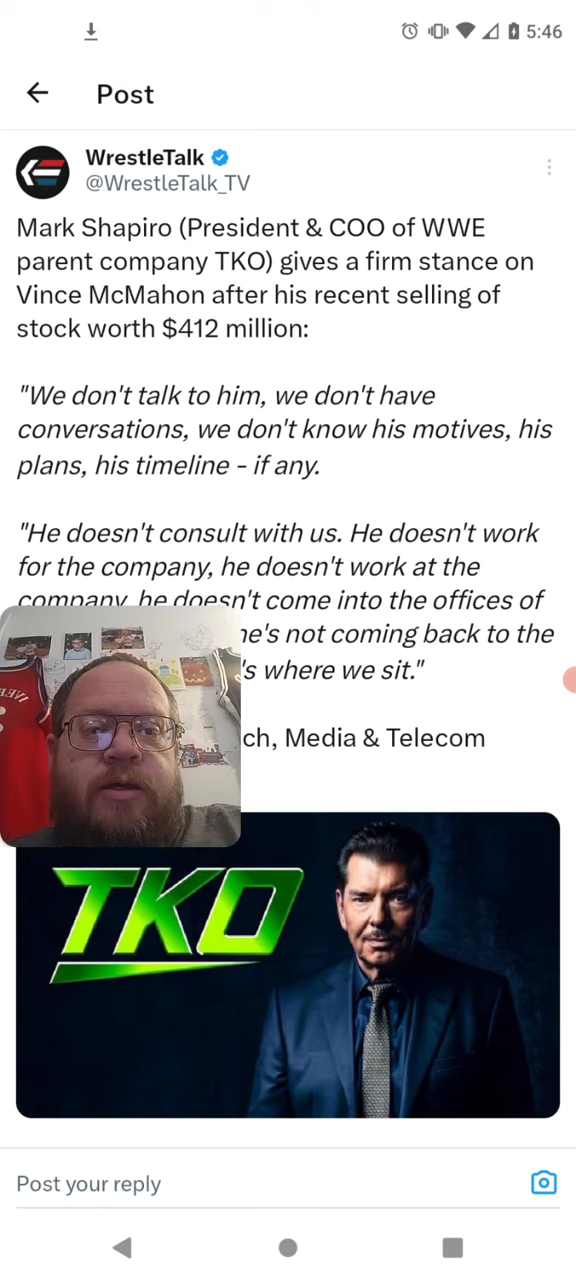 5:46
Post
WrestleTalk
@WrestleTalk_TV
Mark Shapiro (President & COO of WWE
parent company TKO) gives a firm stance on
Vince McMahon after his recent selling of
stock worth $412 million:
"We don't talk to him, we don't have
conversations, we don't know his motives, his
plans, his timeline - if any.
"He doesn't consult with us. He doesn't work
for the company, he doesn't work at the
company, he doesn't come into the offices of
he's not coming back to the
's where we sit."
ch, Media & Telecom
TKO
Post your reply